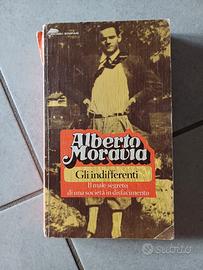 Alberto
Moravia
Gli indifferenti
Il male segreto
di una società in disfacimento
Subito